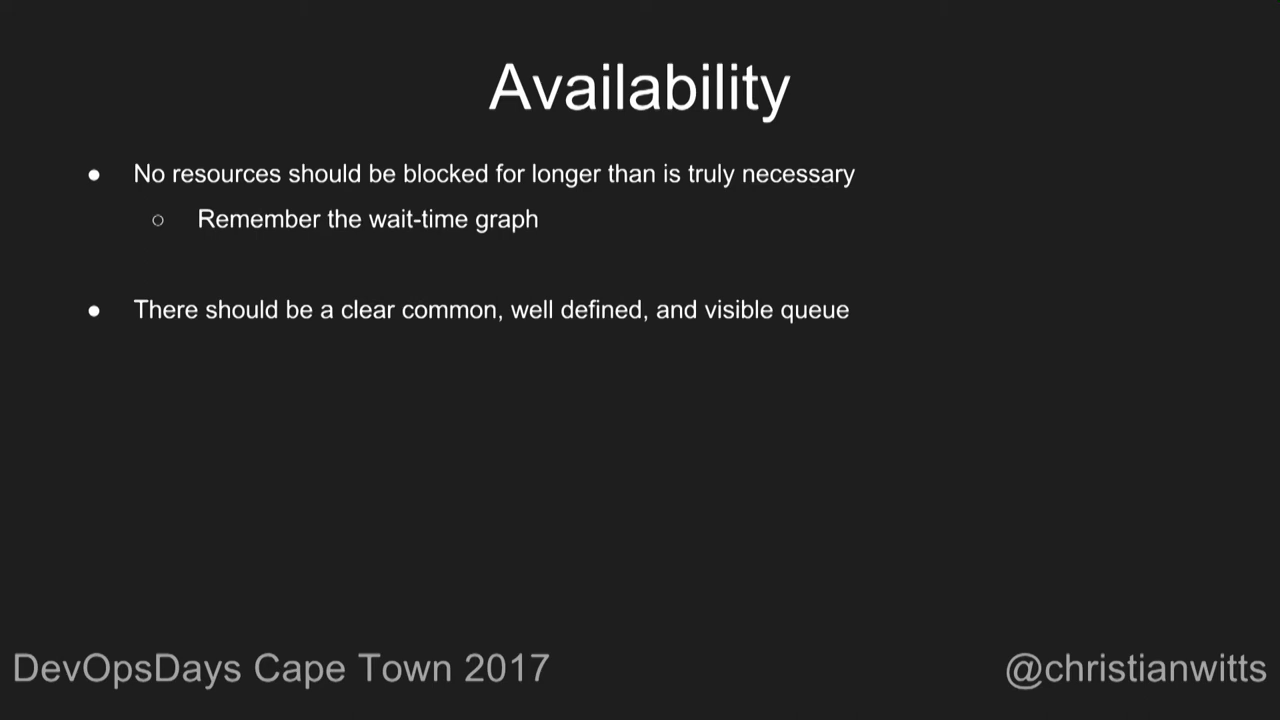 Availability
● No resources should be blocked for longer than is truly necessary
○ Remember the wait-time graph
● There should be a clear common, well defined, and visible queue
DevOpsDays Cape Town 2017
@christianwitts